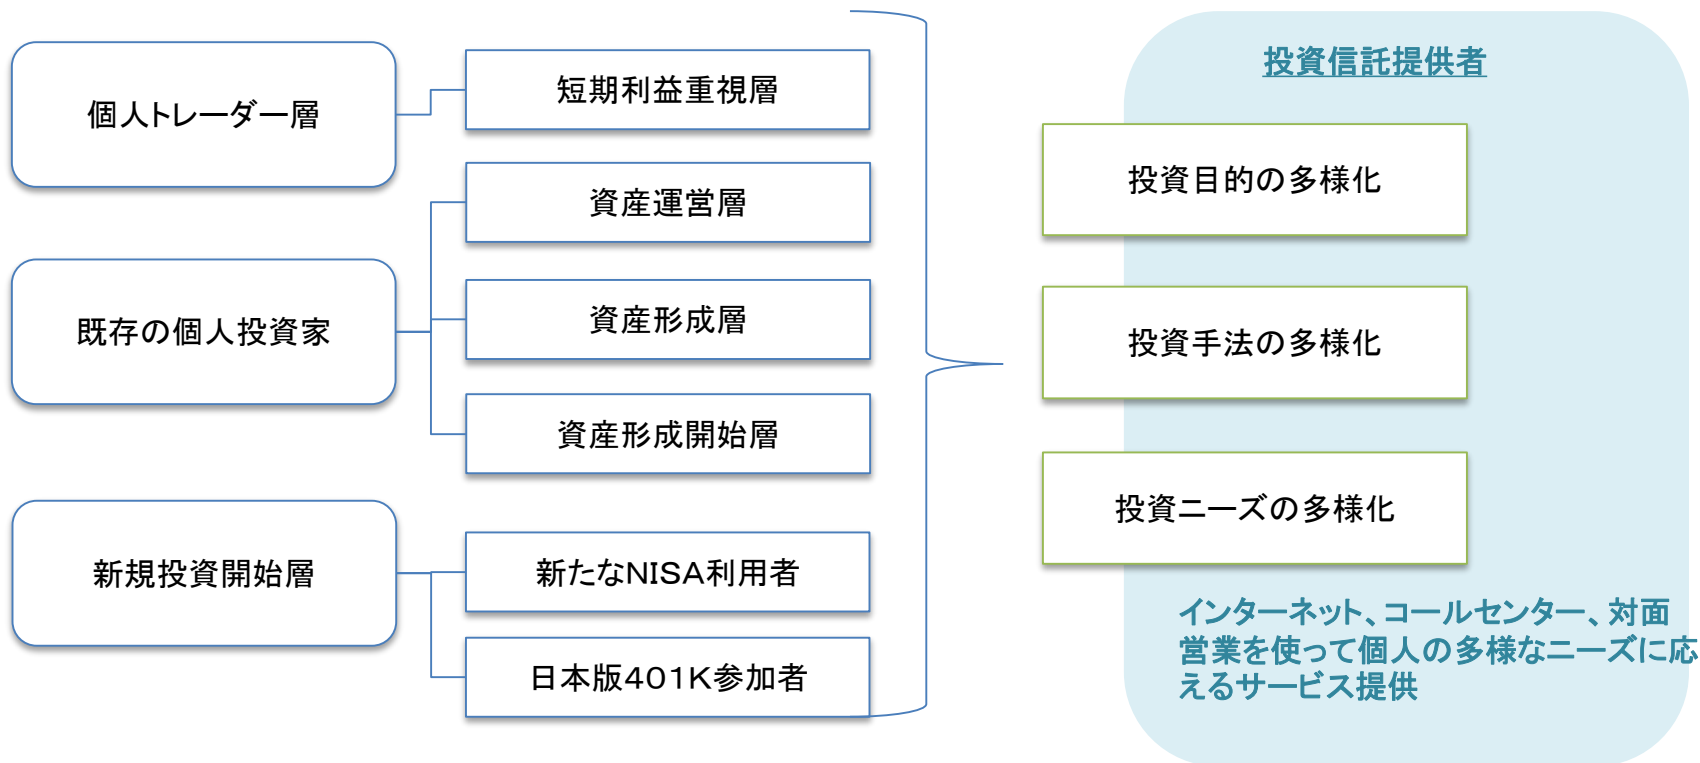 個人トレーダー層
短期利益重視層
既存の個人投資家
資産運営層
資産形成層
資産形成開始層
新規投資開始層
新たなNISA利用者
日本版401K参加者
投資信託提供者
投資目的の多様化
投資手法の多様化
投資ニーズの多様化
インターネット、コールセンター、対面
営業を使って個人の多様なニーズに応
えるサービス提供